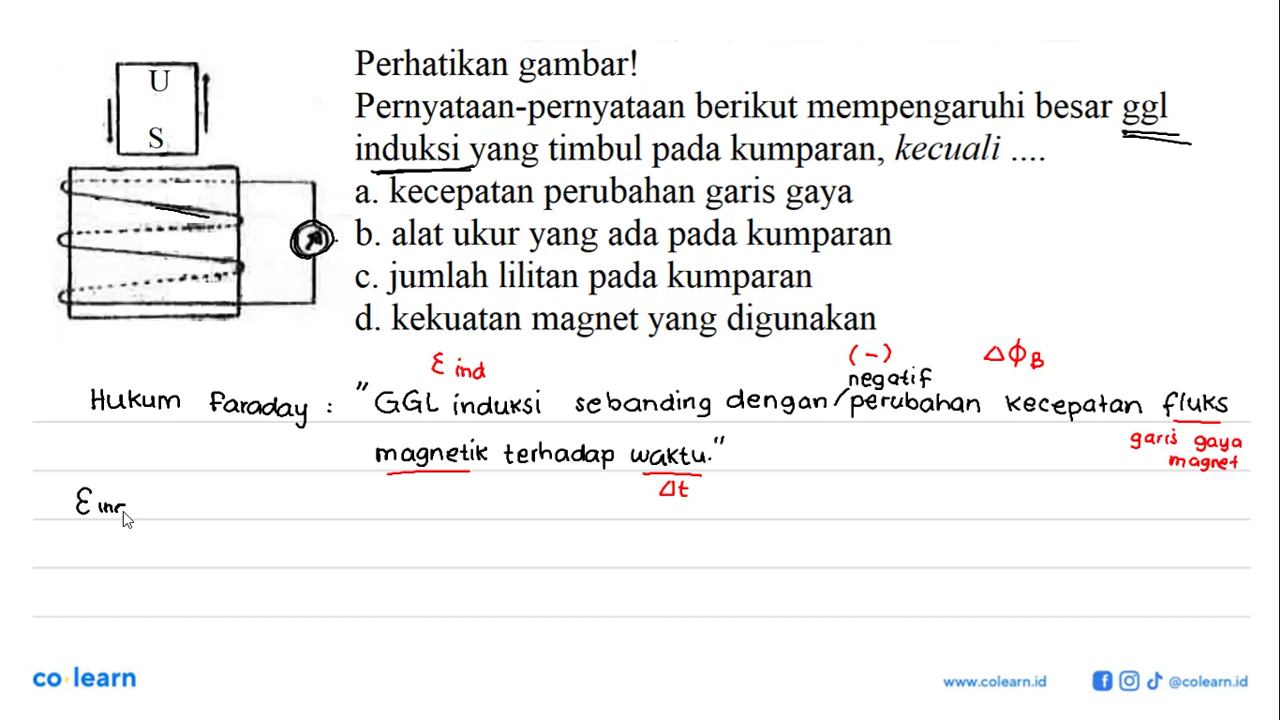 U
S
Perhatikan gambar!
Pernyataan-pernyataan berikut mempengaruhi besar ggl
induksi yang timbul pada kumparan, kecuali ....
a. kecepatan perubahan garis gaya
b. alat ukur yang ada pada kumparan
c. jumlah lilitan pada kumparan
d. kekuatan magnet yang digunakan
ε ind (-) ΔΦB
negatif
Hukum Faraday : "GGL induksi sebanding dengan perubahan kecepatan fluks
garis gaya
magnet
magnetik terhadap waktu."
Δt
ε inc
co learn
www.colearn.id @colearn.id